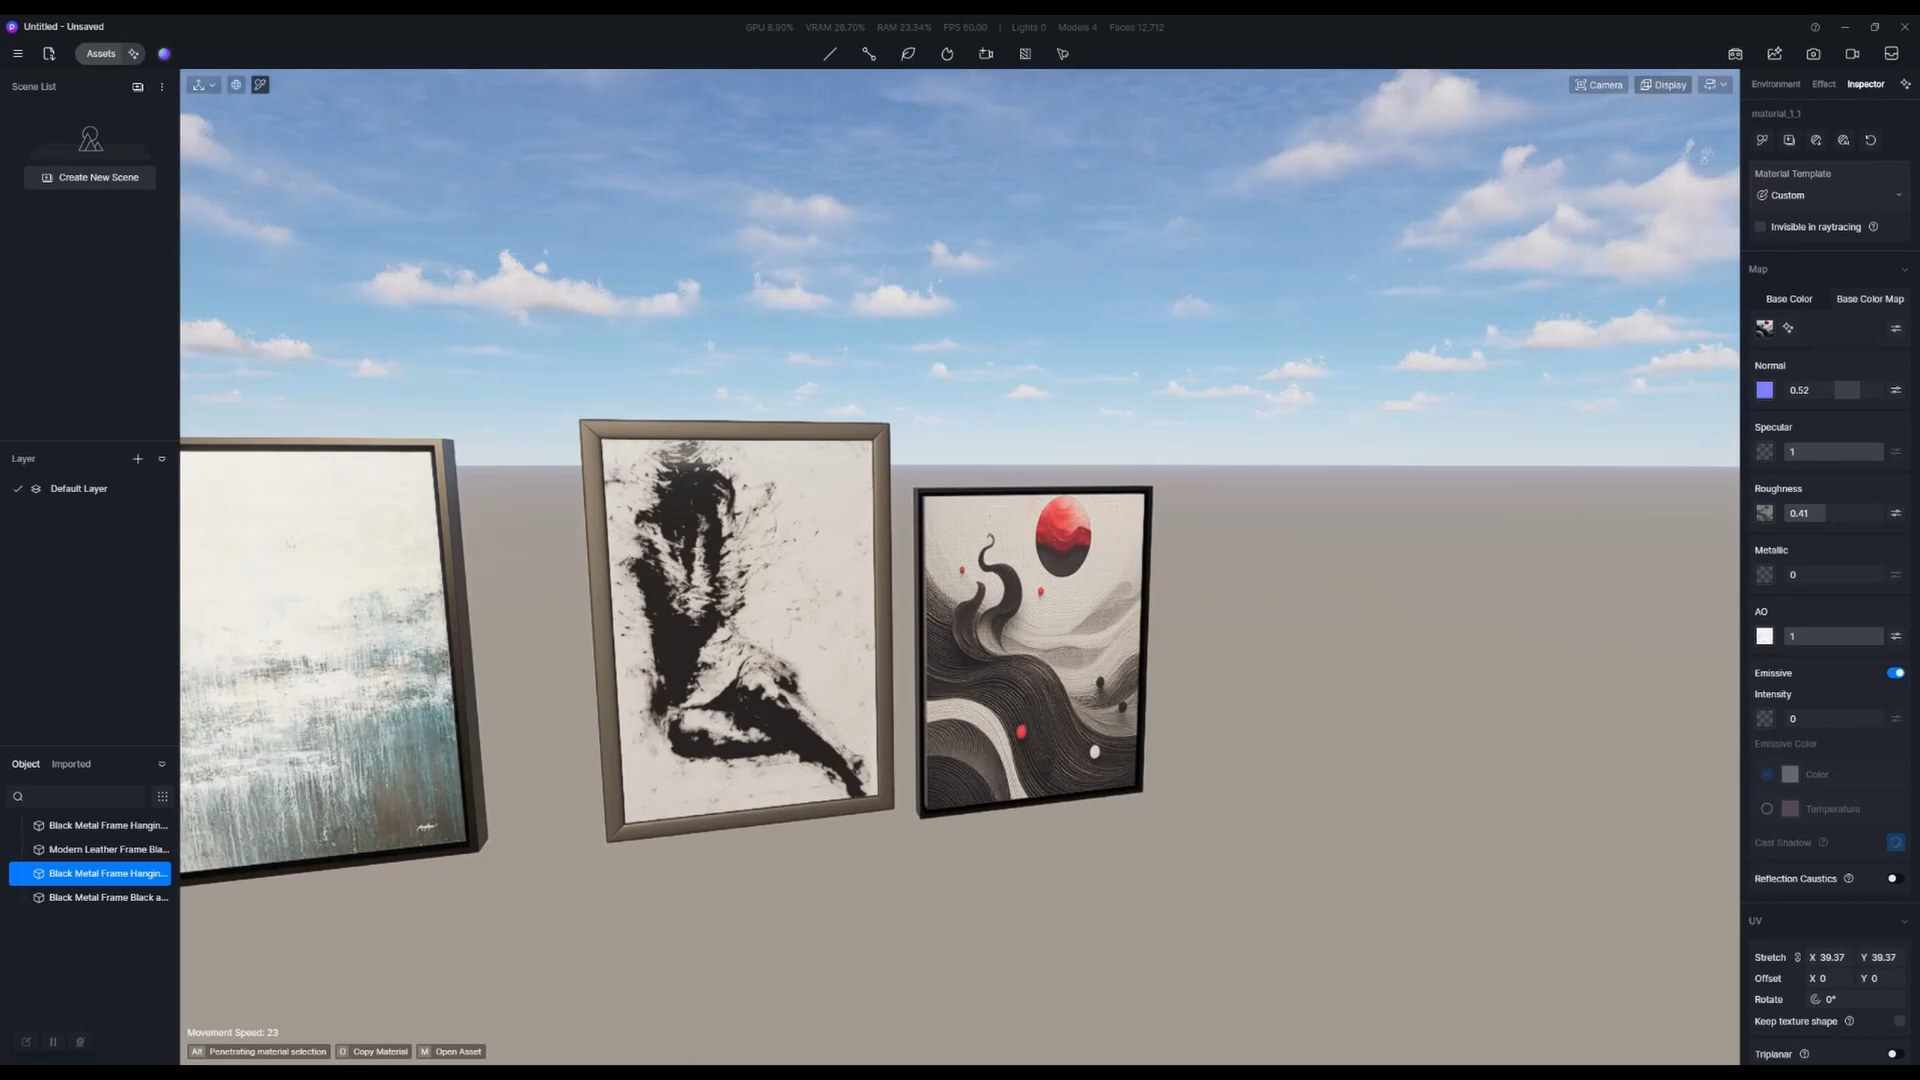 Untitled - Unsaved
GPU 8.90% VRAM 26.70% RAM 23.34% FPS 60.00 | Lights 0 Models 4 Faces 12,712
Assets
Scene List
Create New Scene
Layer
Default Layer
Object Imported
Black Metal Frame Hangin...
Modern Leather Frame Bla...
Black Metal Frame Hangin...
Black Metal Frame Black a...
Camera
Display
Movement Speed: 23
Alt Penetrating material selection
O Copy Material
M Open Asset
Environment Effect Inspector
material_1_1
Material Template
Custom
Invisible in raytracing
Map
Base Color Base Color Map
Normal
0.52
Specular
1
Roughness
0.41
Metallic
0
AO
1
Emissive
Intensity
0
Emissive Color
Color
Temperature
Cast Shadow
Reflection Caustics
UV
Stretch X 39.37 Y 39.37
Offset X 0 Y 0
Rotate 0°
Keep texture shape
Triplanar